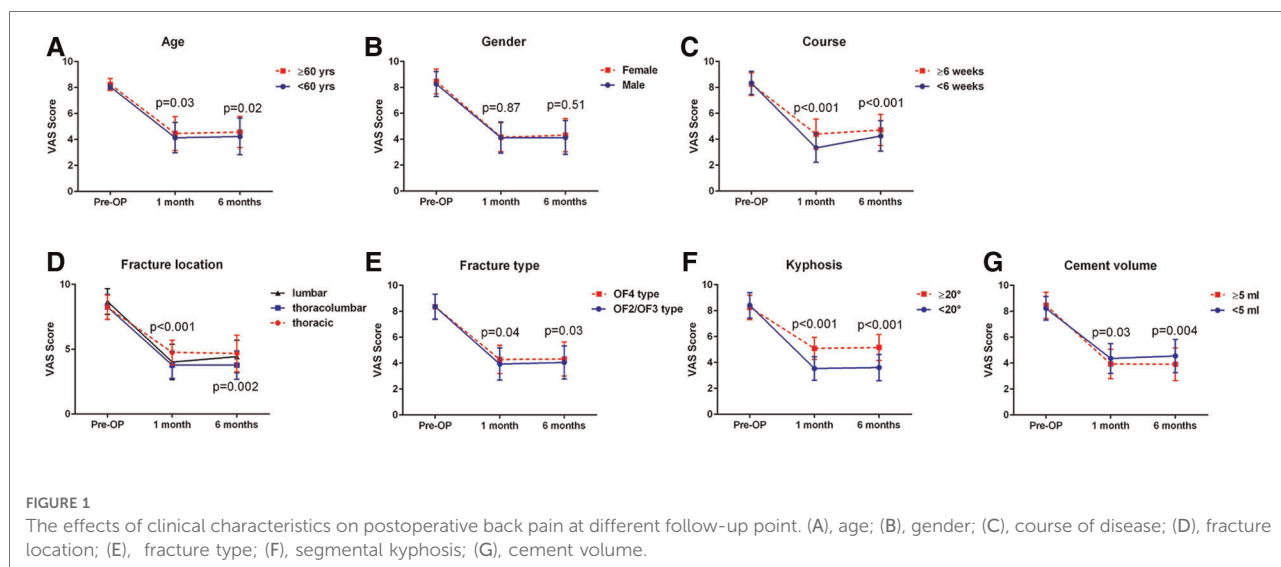 A
Age
≥60 yrs
<60 yrs
VAS Score
10
8
6
4
2
0
p=0.03
p=0.02
Pre-OP 1 month 6 months
B
Gender
Female
Male
VAS Score
10
8
6
4
2
0
p=0.87
p=0.51
Pre-OP 1 month 6 months
C
Course
≥6 weeks
<6 weeks
VAS Score
10
8
6
4
2
0
p<0.001
p<0.001
Pre-OP 1 month 6 months
D
Fracture location
lumbar
thoracolumbar
thoracic
VAS Score
10
5
0
p<0.001
p=0.002
Pre-OP 1 month 6 months
E
Fracture type
OF4 type
OF2/OF3 type
VAS Score
10
8
6
4
2
0
p=0.04
p=0.03
Pre-OP 1 month 6 months
F
Kyphosis
≥20°
<20°
VAS Score
10
8
6
4
2
0
p<0.001
p<0.001
Pre-OP 1 month 6 months
G
Cement volume
≥5 ml
<5 ml
VAS Score
10
8
6
4
2
0
p=0.03
p=0.004
Pre-OP 1 month 6 months
FIGURE 1
The effects of clinical characteristics on postoperative back pain at different follow-up point. (A), age; (B), gender; (C), course of disease; (D), fracture
location; (E), fracture type; (F), segmental kyphosis; (G), cement volume.